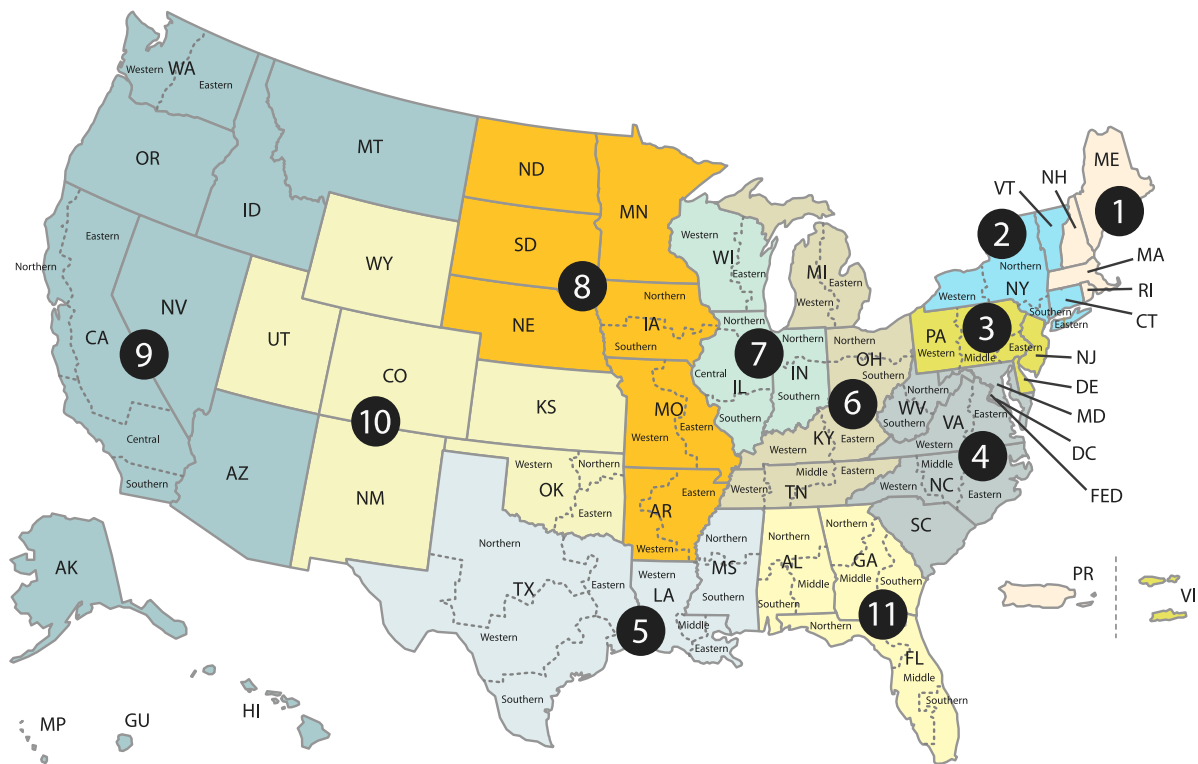 WA
Western
Eastern
MT
ND
ME
OR
MN
VT
NH
1
ID
2
Eastern
SD
Western
WI
Eastern
MI
Northern
MA
Northern
WY
8
Northern
Western
Eastern
Western
NY
RI
NV
NE
IA
Northern
Northern
Southern
Eastern
CT
CA
UT
Southern
7
Northern
PA
Western
3
Middle
Eastern
NJ
9
CO
Central
IL
IN
OH
Southern
DE
KS
MO
Southern
Southern
6
Northern
WV
Southern
MD
10
Western
Eastern
KY
Eastern
Western
VA
Eastern
DC
Central
Western
Western
4
AZ
Western
Northern
Middle
Eastern
Middle
FED
Southern
NM
OK
Eastern
Eastern
Western
TN
Western
NC
Eastern
AR
Northern
SC
Northern
Northern
Northern
Western
MS
AL
GA
AK
TX
Eastern
Western
Middle
Middle
Southern
PR
VI
LA
Southern
Southern
11
Western
5
Middle
Northern
Eastern
FL
Middle
Southern
Southern
MP
GU
HI